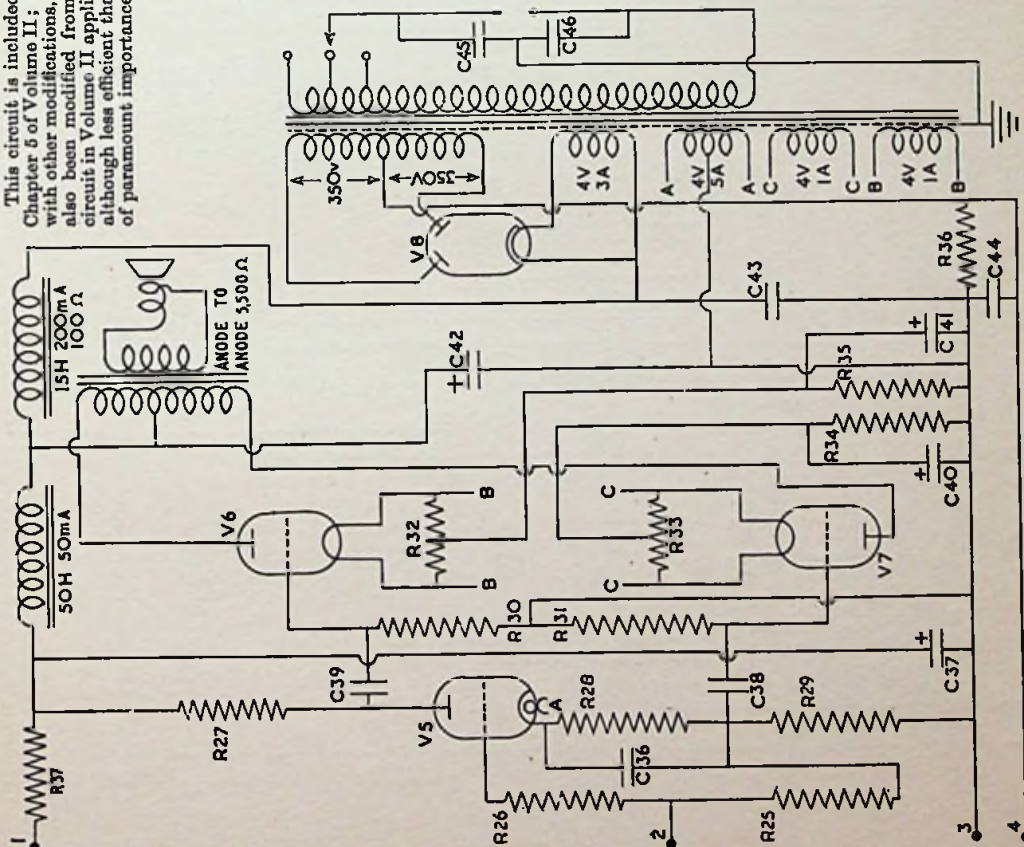 This circuit is included
Chapter 5 of Volume II;
with other modifications,
also been modified from
circuit in Volume II appli
although less efficient tha
of paramount importance
15H 200mA
100 Ω
50H 50mA
ANODE TO
ANODE 5,500Ω
350V
350V
4V
3A
A
4V
5A
A
C
4V
1A
C
B
4V
1A
B
C45
C46
V8
C43
R36
C44
C42
+
R35
+
C41
R34
+
C40
V6
B
R32
B
C
R33
C
V7
R30
R31
C39
V5
A
R28
C38
R29
+
C37
R27
C36
R26
R25
R37
1
2
3
4